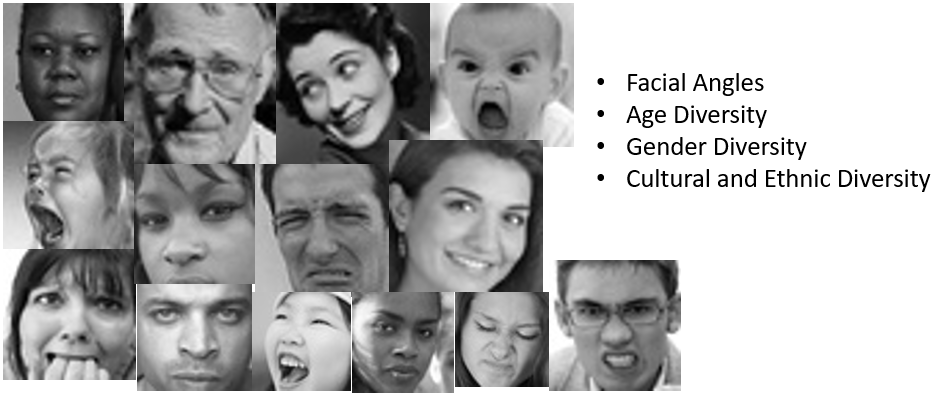 • Facial Angles
• Age Diversity
• Gender Diversity
• Cultural and Ethnic Diversity